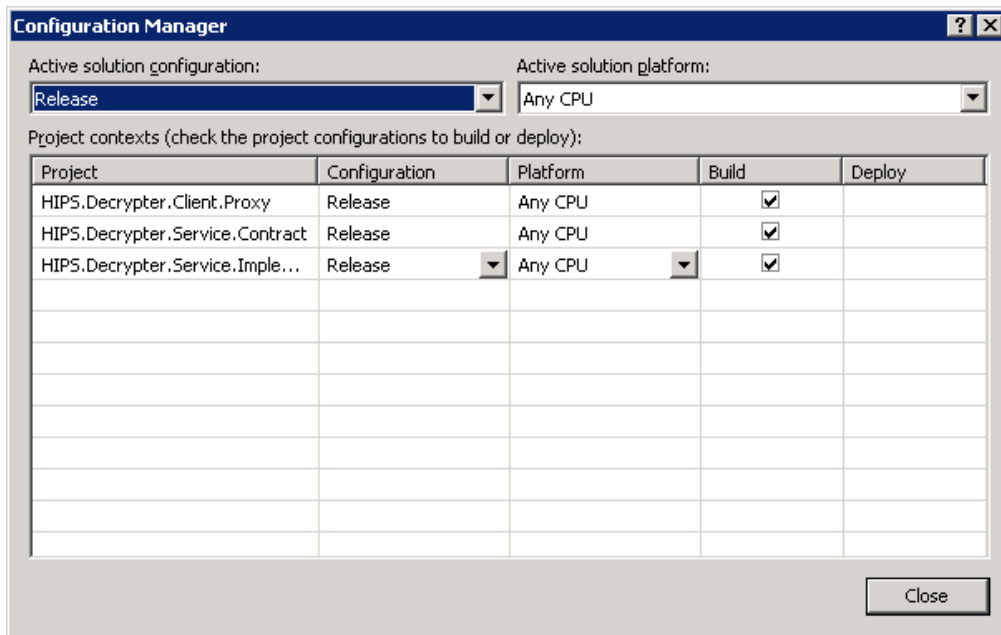 Configuration Manager
Active solution configuration: Active solution platform:
Release Any CPU
Project contexts (check the project configurations to build or deploy):
Project Configuration Platform Build Deploy
HIPS.Decrypter.Client.Proxy Release Any CPU
HIPS.Decrypter.Service.Contract Release Any CPU
HIPS.Decrypter.Service.Imple... Release Any CPU
Close